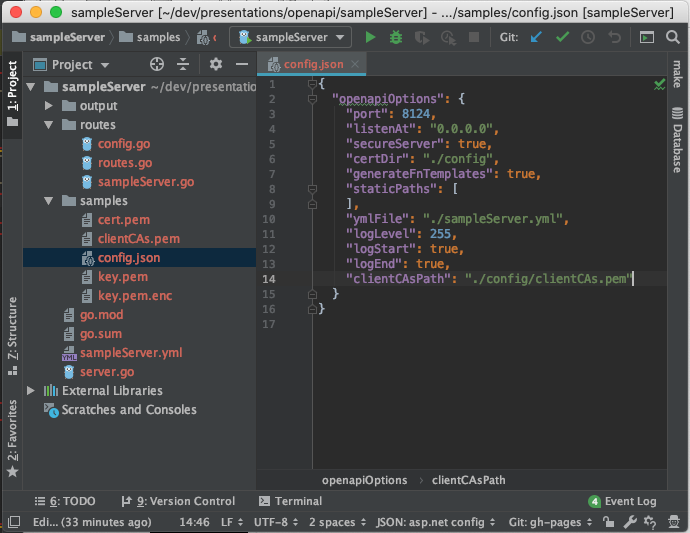 sampleServer [~/dev/presentations/openapi/sampleServer] - .../samples/config.json [sampleServer]
sampleServer samples sampleServer Git:
1: Project
Project
config.json
make
Database
sampleServer ~/dev/presentation
output
routes
config.go
routes.go
sampleServer.go
samples
cert.pem
clientCAs.pem
config.json
key.pem
key.pem.enc
go.mod
go.sum
sampleServer.yml
server.go
External Libraries
Scratches and Consoles
Z: Structure
2: Favorites
1 {
2 "openapiOptions": {
3 "port": 8124,
4 "listenAt": "0.0.0.0",
5 "secureServer": true,
6 "certDir": "./config",
7 "generateFnTemplates": true,
8 "staticPaths": [
9 ],
10 "ymlFile": "./sampleServer.yml",
11 "logLevel": 255,
12 "logStart": true,
13 "logEnd": true,
14 "clientCAsPath": "./config/clientCAs.pem"
15 }
16 }
17
openapiOptions › clientCAsPath
6: TODO 9: Version Control Terminal 4 Event Log
Edi... (33 minutes ago) 14:46 LF UTF-8 2 spaces JSON: asp.net config Git: gh-pages